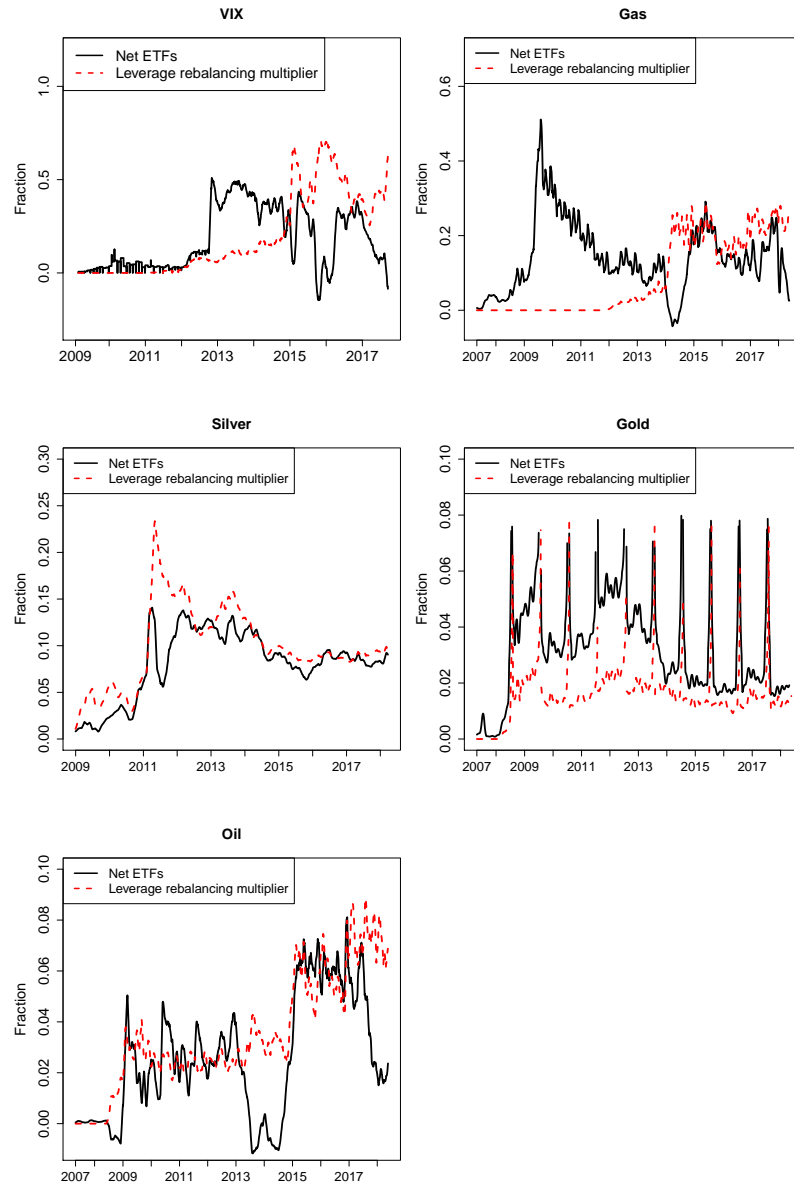 VIX
Net ETFs
Leverage rebalancing multiplier
Fraction
0.0 0.5 1.0
2009 2011 2013 2015 2017
Gas
Net ETFs
Leverage rebalancing multiplier
Fraction
0.0 0.2 0.4 0.6
2007 2009 2011 2013 2015 2017
Silver
Net ETFs
Leverage rebalancing multiplier
Fraction
0.00 0.05 0.10 0.15 0.20 0.25 0.30
2009 2011 2013 2015 2017
Gold
Net ETFs
Leverage rebalancing multiplier
Fraction
0.00 0.02 0.04 0.06 0.08 0.10
2007 2009 2011 2013 2015 2017
Oil
Net ETFs
Leverage rebalancing multiplier
Fraction
0.00 0.02 0.04 0.06 0.08 0.10
2007 2009 2011 2013 2015 2017